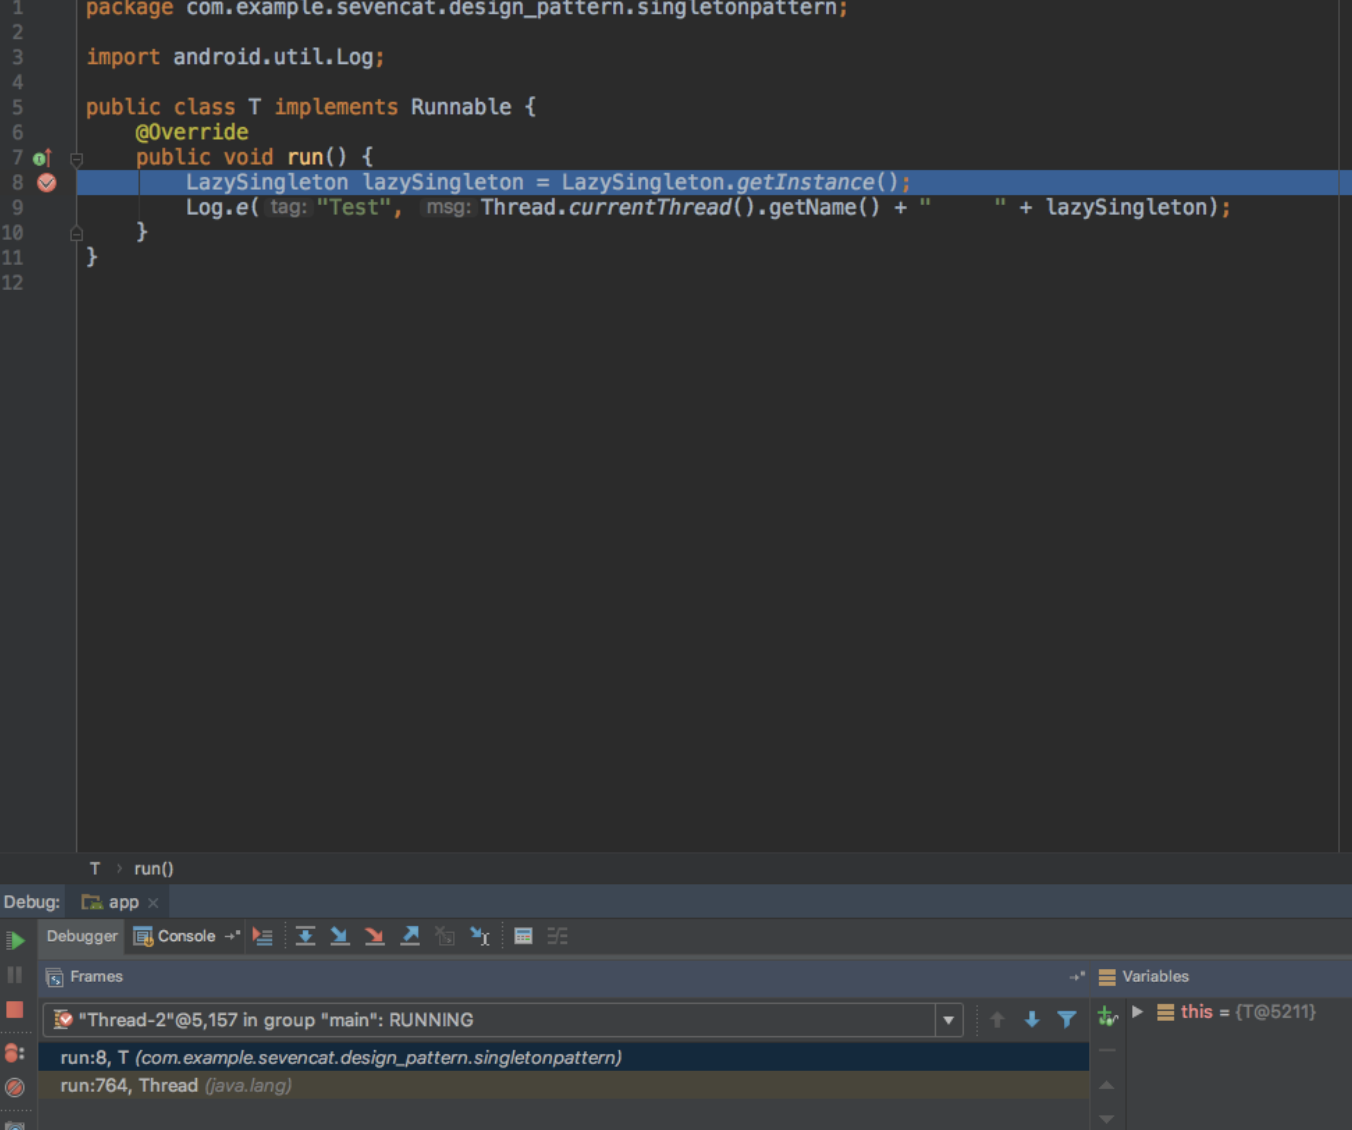 1 package com.example.sevencat.design_pattern.singletonpattern;
2
3 import android.util.Log;
4
5 public class T implements Runnable {
6 @Override
7 public void run() {
8 LazySingleton lazySingleton = LazySingleton.getInstance();
9 Log.e( tag: "Test", msg: Thread.currentThread().getName() + "     " + lazySingleton);
10 }
11 }
12
T › run()
Debug: app ×
Debugger Console
Frames Variables
"Thread-2"@5,157 in group "main": RUNNING
this = {T@5211}
run:8, T (com.example.sevencat.design_pattern.singletonpattern)
run:764, Thread (java.lang)